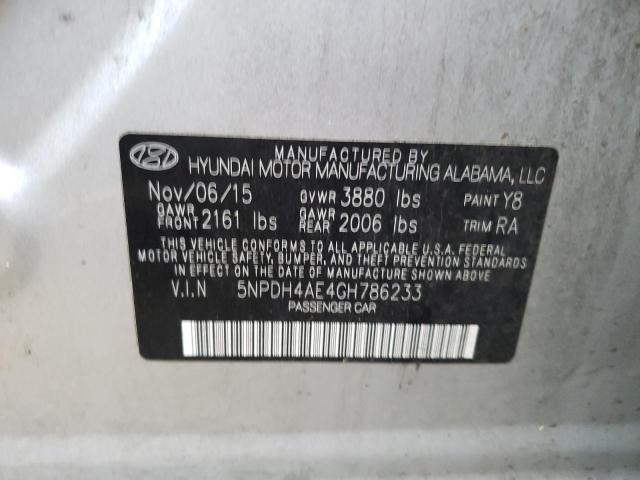 MANUFACTURED BY
HYUNDAI MOTOR MANUFACTURING ALABAMA, LLC
Nov/06/15 GVWR 3880 lbs PAINT Y8
GAWR FRONT 2161 lbs GAWR REAR 2006 lbs TRIM RA
THIS VEHICLE CONFORMS TO ALL APPLICABLE U.S.A. FEDERAL
MOTOR VEHICLE SAFETY, BUMPER, AND THEFT PREVENTION STANDARDS
IN EFFECT ON THE DATE OF MANUFACTURE SHOWN ABOVE.
V.I.N 5NPDH4AE4GH786233
PASSENGER CAR